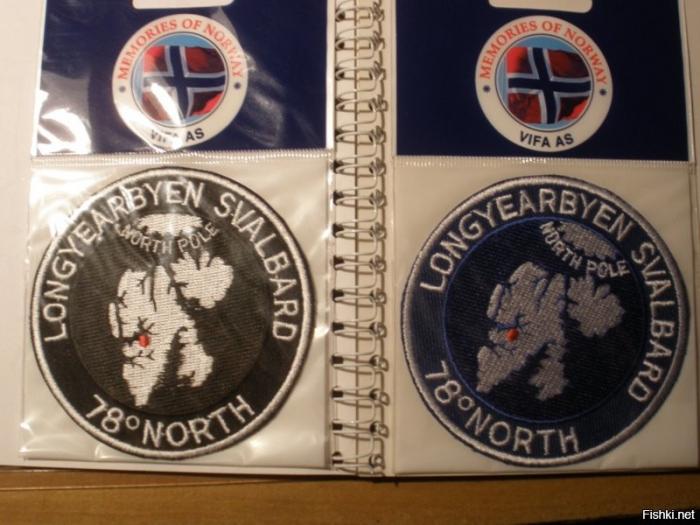 MEMORIES OF NORWAY
VIFA AS
LONGYEARBYEN SVALBARD
NORTH POLE
78° NORTH
MEMORIES OF NORWAY
VIFA AS
LONGYEARBYEN SVALBARD
NORTH POLE
78° NORTH
Fishki.net